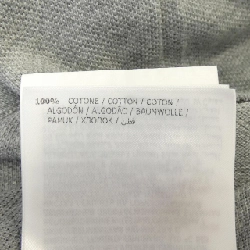 100% COTONE / COTTON / COTON /
ALGODÓN / ALGODÃO / BAUMWOLLE /
PAMUK / ХЛОПОК / قطن